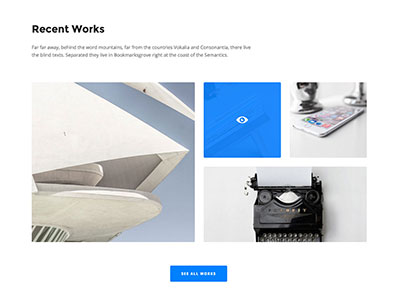 Recent Works
Far far away, behind the word mountains, far from the countries Vokalia and Consonantia, there live
the blind texts. Separated they live in Bookmarksgrove right at the coast of the Semantics.
SEE ALL WORKS